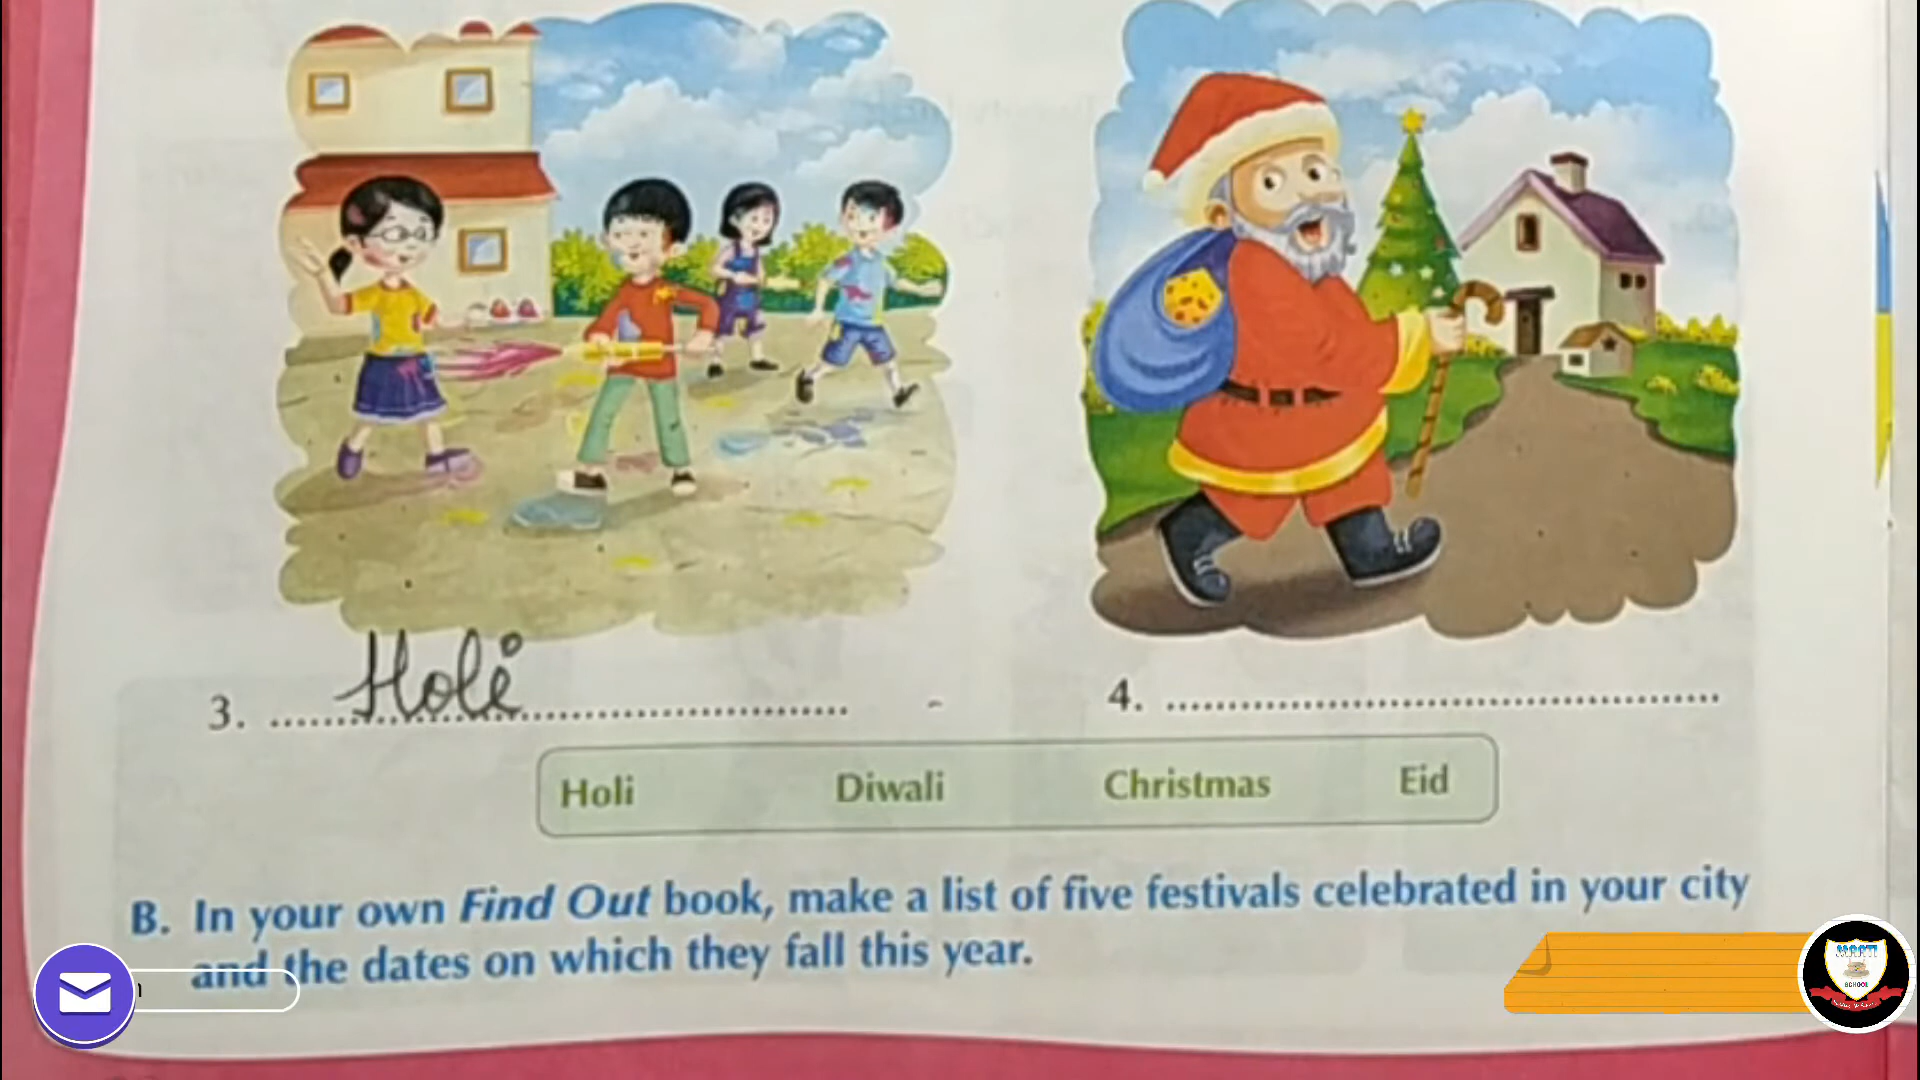 Holi
3. ........................................
4. ........................................
Holi Diwali Christmas Eid
B. In your own Find Out book, make a list of five festivals celebrated in your city
and the dates on which they fall this year.
SCHOOL